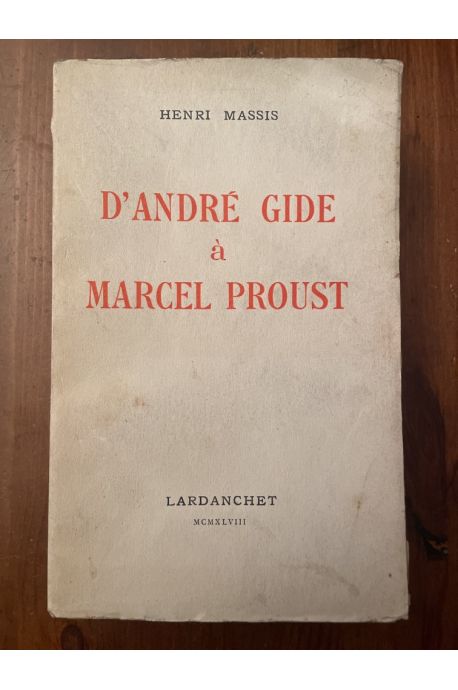 HENRI MASSIS
D'ANDRÉ GIDE
à
MARCEL PROUST
LARDANCHET
MCMXLVIII